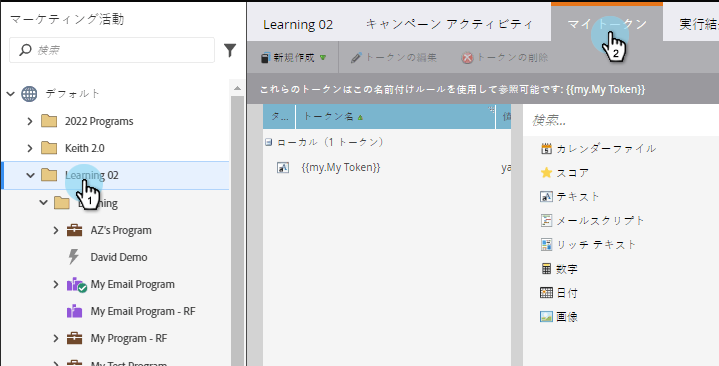 マーケティング活動
検索
デフォルト
2022 Programs
Keith 2.0
Learning 02
Learning
AZ's Program
David Demo
My Email Program
My Email Program - RF
My Program - RF
My Test Program
1
Learning 02 キャンペーン アクティビティ マイ トークン 実行結
2
新規作成 トークンの編集 トークンの削除
これらのトークンはこの名前付けルールを使用して参照可能です: {{my.My Token}}
タ... トークン名 値
ローカル（1 トークン）
{{my.My Token}} ya
検索...
カレンダーファイル
スコア
テキスト
メールスクリプト
リッチ テキスト
数字
日付
画像